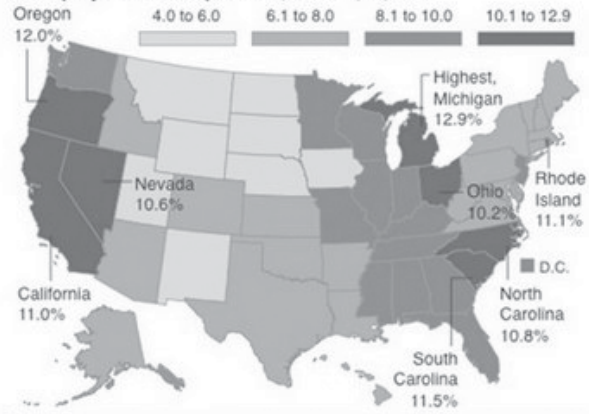 Oregon
12.0%
4.0 to 6.0
6.1 to 8.0
8.1 to 10.0
10.1 to 12.9
Highest,
Michigan
12.9%
Nevada
10.6%
Ohio
10.2%
Rhode
Island
11.1%
D.C.
California
11.0%
North
Carolina
10.8%
South
Carolina
11.5%